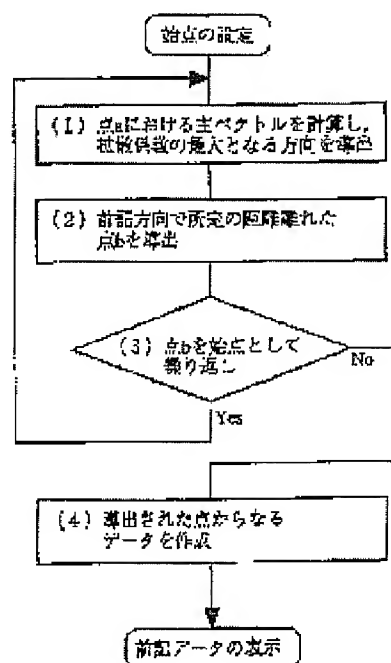 始点の設定
(1) 点aにおける主ベクトルを計算し,
拡散係数の最大となる方向を導出
(2) 前記方向で所定の距離離れた
点bを導出
(3) 点bを始点として
繰り返し
No
Yes
(4) 導出された点からなる
データを作成
前記データの表示